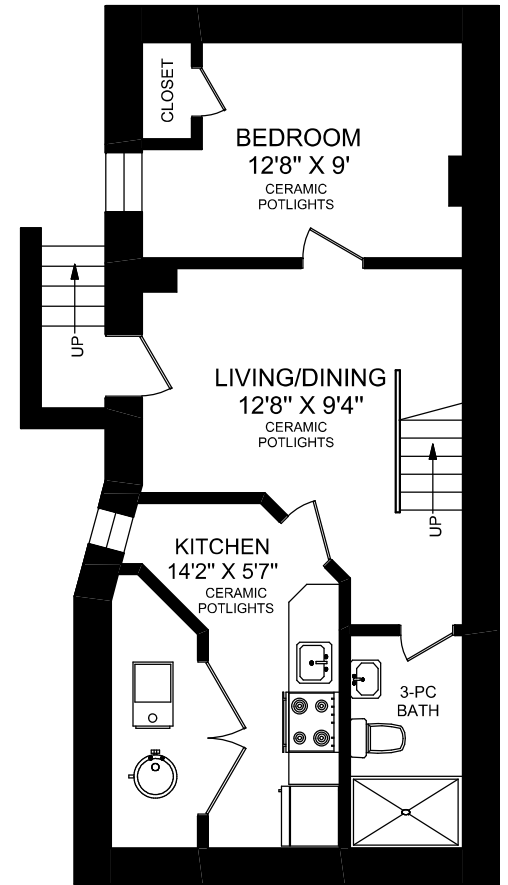 CLOSET
BEDROOM
12'8" X 9'
CERAMIC
POTLIGHTS
UP
LIVING/DINING
12'8" X 9'4"
CERAMIC
POTLIGHTS
UP
KITCHEN
14'2" X 5'7"
CERAMIC
POTLIGHTS
3-PC
BATH